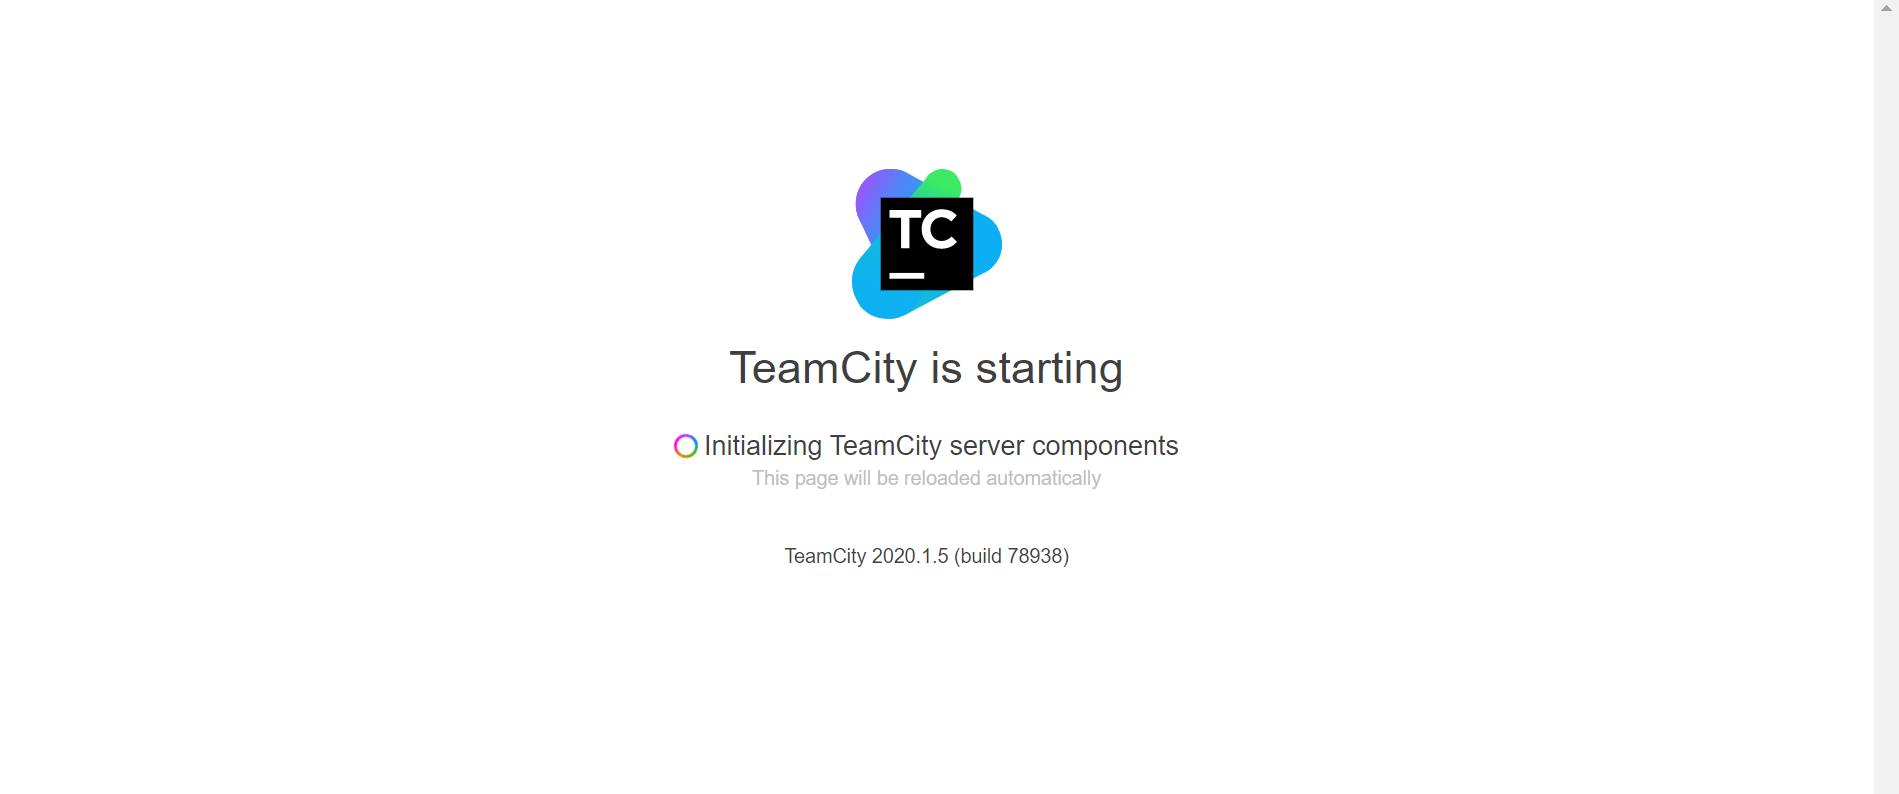 TC
TeamCity is starting
Initializing TeamCity server components
This page will be reloaded automatically
TeamCity 2020.1.5 (build 78938)